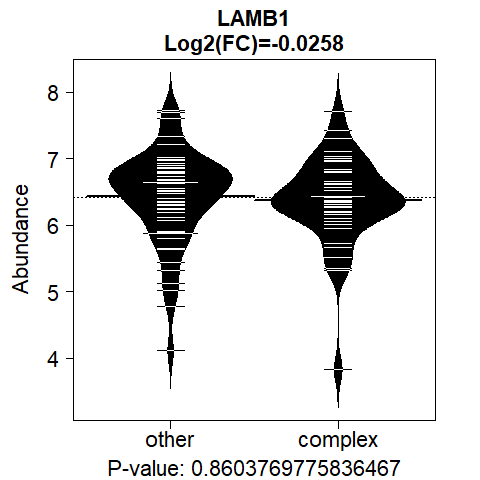 LAMB1
Log2(FC)=-0.0258
Abundance
8
7
6
5
4
other complex
P-value: 0.8603769775836467